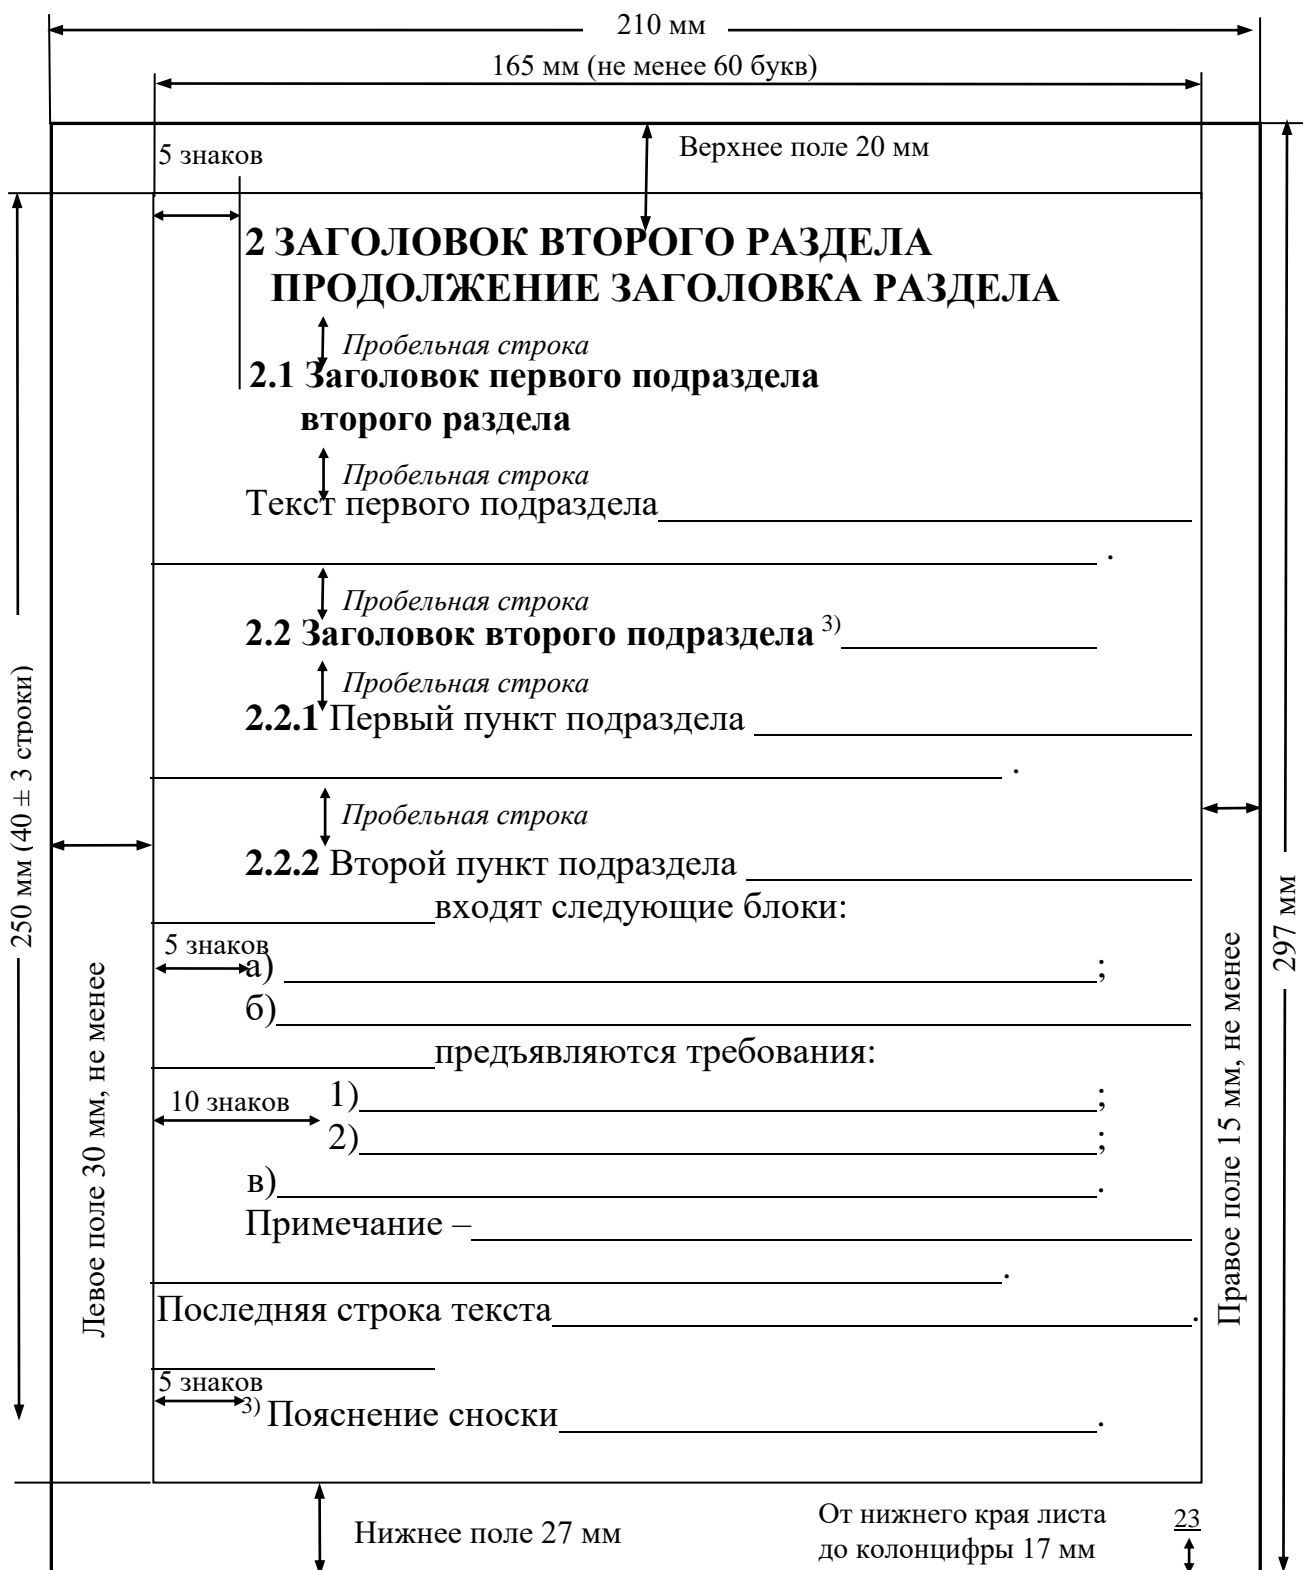 210 мм
165 мм (не менее 60 букв)
Верхнее поле 20 мм
5 знаков
2 ЗАГОЛОВОК ВТОРОГО РАЗДЕЛА
ПРОДОЛЖЕНИЕ ЗАГОЛОВКА РАЗДЕЛА
Пробельная строка
2.1 Заголовок первого подраздела
второго раздела
Пробельная строка
Текст первого подраздела
.
Пробельная строка
2.2 Заголовок второго подраздела 3)
Пробельная строка
2.2.1 Первый пункт подраздела
.
Пробельная строка
2.2.2 Второй пункт подраздела
входят следующие блоки:
5 знаков
а) ;
б)
предъявляются требования:
10 знаков
1) ;
2) ;
в) .
Примечание –
.
Последняя строка текста .
5 знаков
3) Пояснение сноски .
250 мм (40 ± 3 строки)
Левое поле 30 мм, не менее
Правое поле 15 мм, не менее
297 мм
Нижнее поле 27 мм
От нижнего края листа
до колонцифры 17 мм
23